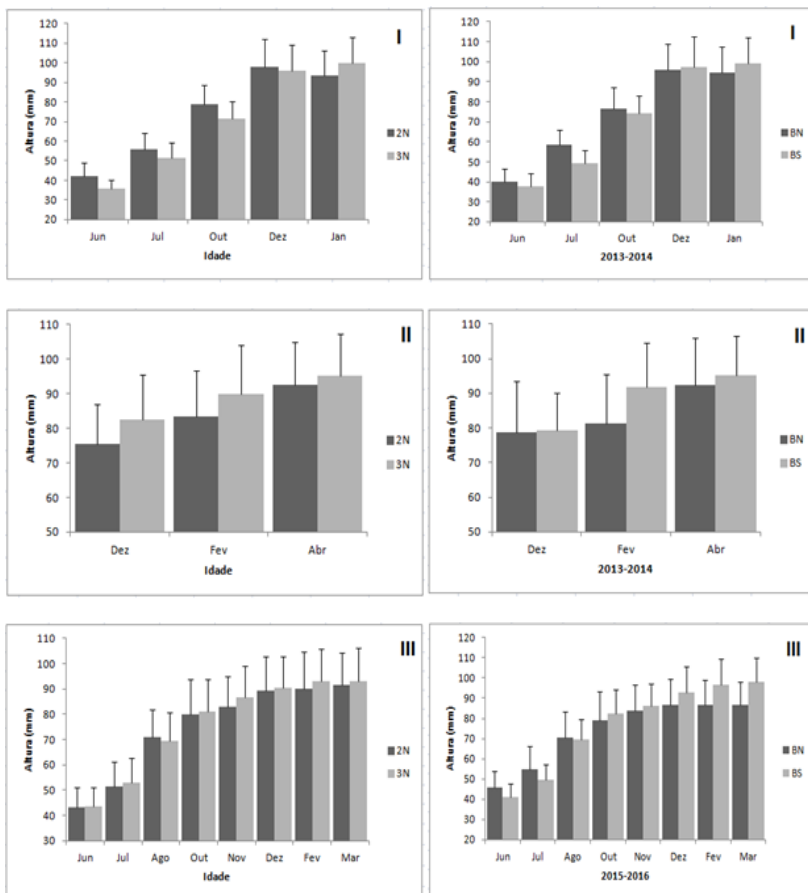 I
Altura (mm)
120
110
100
90
80
70
60
50
40
30
20
Jun Jul Out Dez Jan
Idade
2N
3N
I
Altura (mm)
120
110
100
90
80
70
60
50
40
30
20
Jun Jul Out Dez Jan
2013-2014
BN
BS
II
Altura (mm)
110
100
90
80
70
60
50
Dez Fev Abr
Idade
2N
3N
II
Altura (mm)
110
100
90
80
70
60
50
Dez Fev Abr
2013-2014
BN
BS
III
Altura (mm)
110
100
90
80
70
60
50
40
30
Jun Jul Ago Out Nov Dez Fev Mar
Idade
2N
3N
III
Altura (mm)
120
110
100
90
80
70
60
50
40
30
20
Jun Jul Ago Out Nov Dez Fev Mar
2015-2016
BN
BS